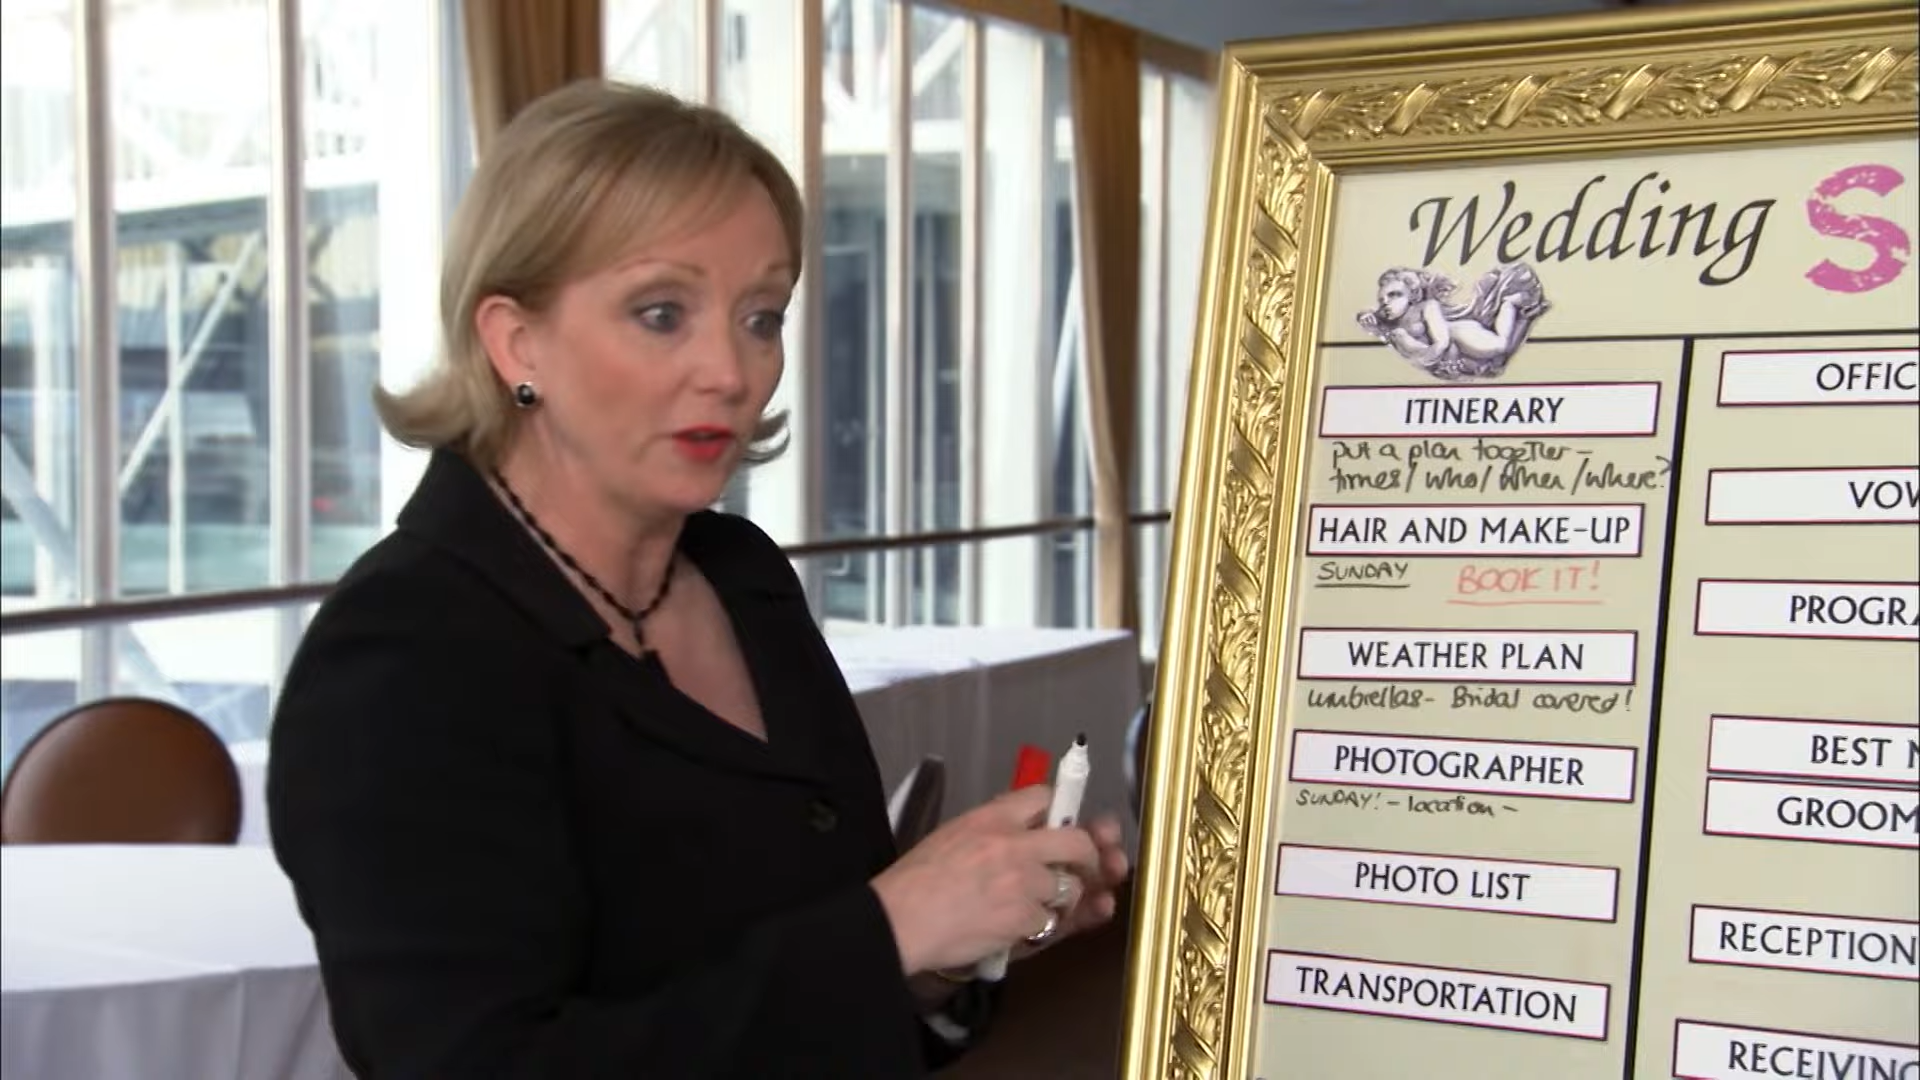 Wedding S
ITINERARY
put a plan together -
times / who / when / where?
HAIR AND MAKE-UP
SUNDAY BOOK IT!
WEATHER PLAN
umbrellas - Bridal covered!
PHOTOGRAPHER
SUNDAY! - location -
PHOTO LIST
TRANSPORTATION
OFFIC
VOW
PROGRA
BEST
GROOM
RECEPTION
RECEIVING